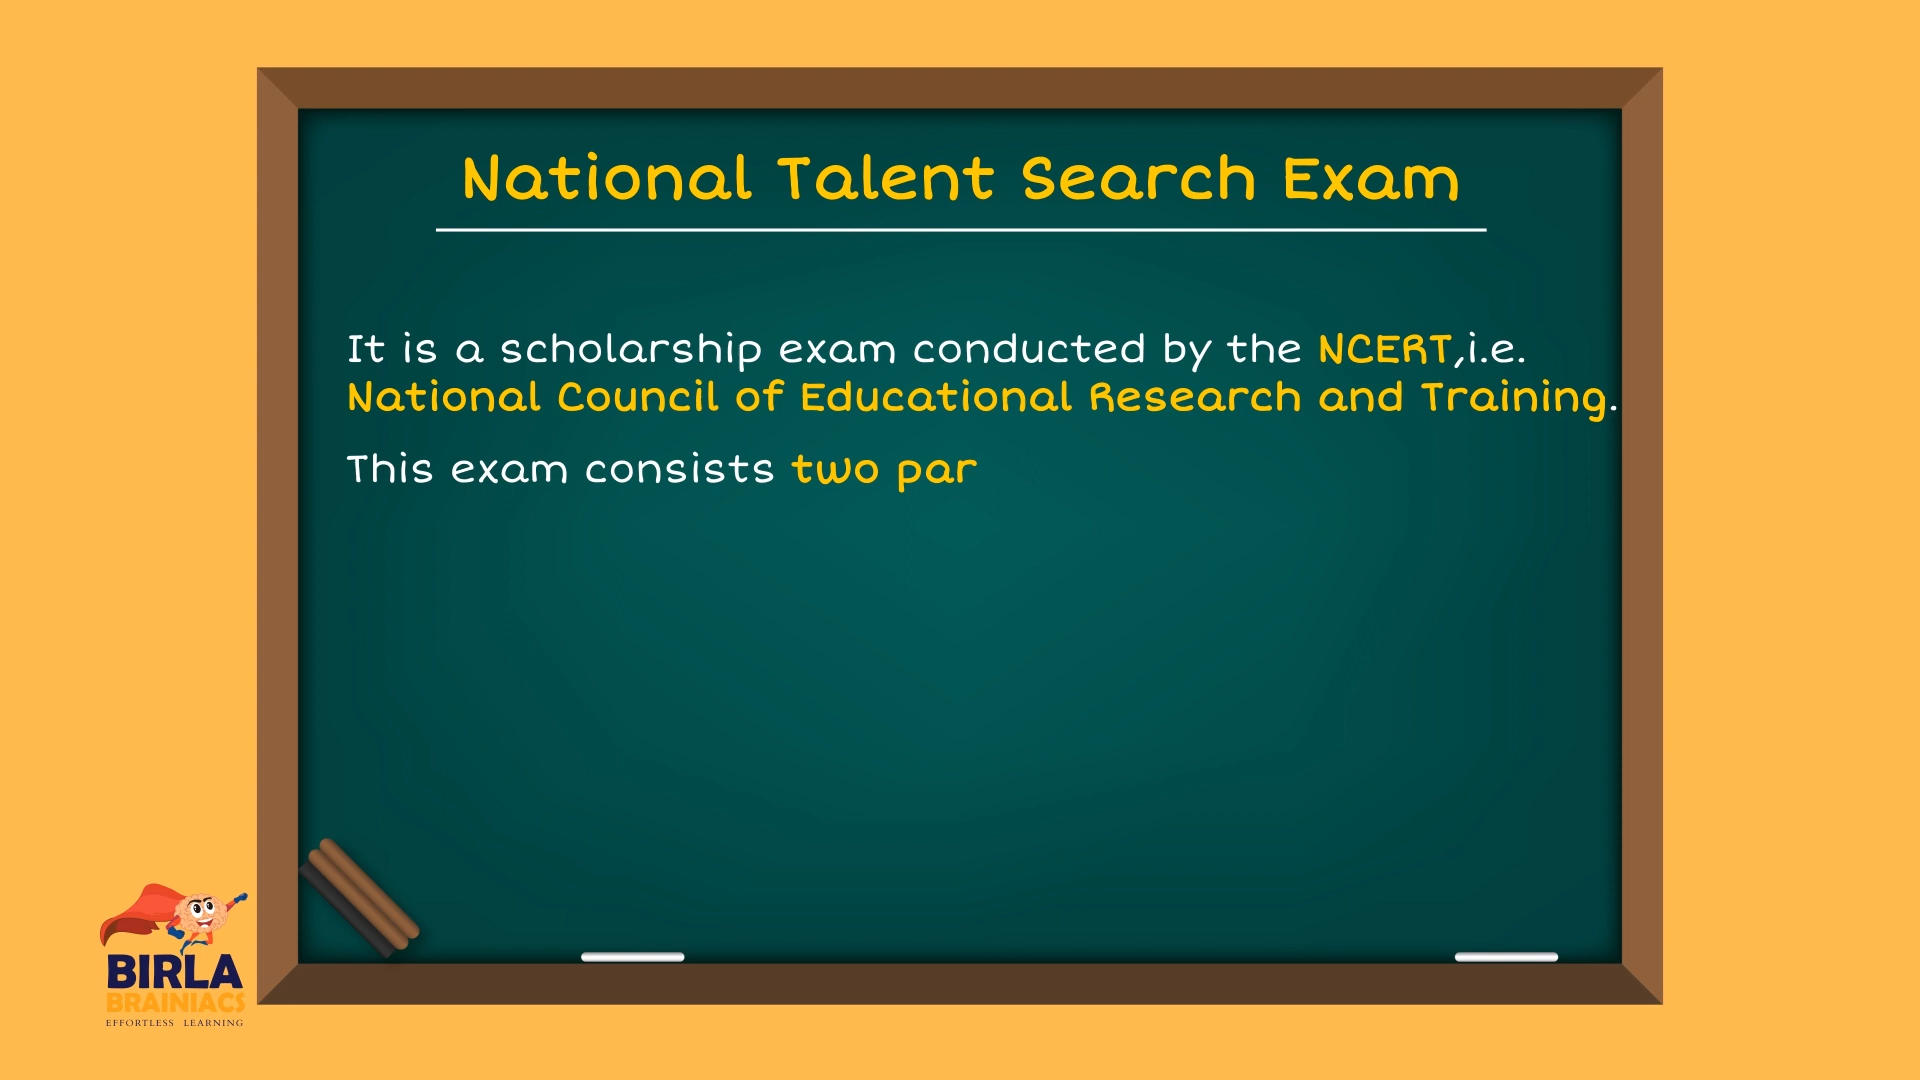 National Talent Search Exam
It is a scholarship exam conducted by the NCERT,i.e.
National Council of Educational Research and Training.
This exam consists two par
BIRLA
BRAINIACS
EFFORTLESS LEARNING